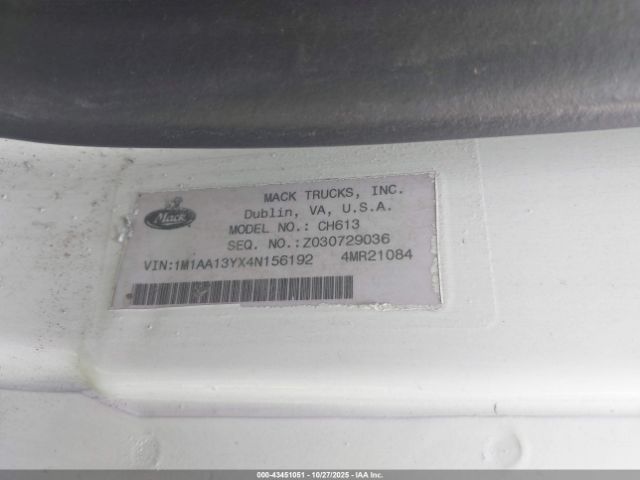 Mack
MACK TRUCKS, INC.
Dublin, VA, U.S.A.
MODEL NO.: CH613
SEQ. NO.:Z030729036
VIN:1M1AA13YX4N156192 4MR21084
000-43451051 - 10/27/2025 - IAA Inc.